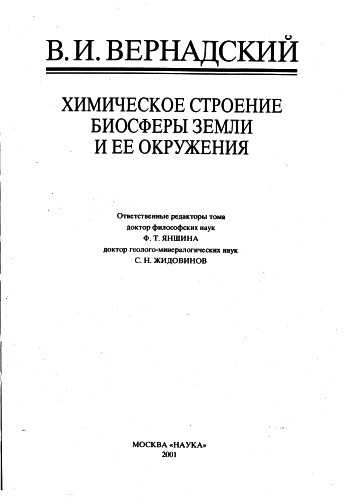 В. И. ВЕРНАДСКИЙ
ХИМИЧЕСКОЕ СТРОЕНИЕ
БИОСФЕРЫ ЗЕМЛИ
И ЕЕ ОКРУЖЕНИЯ
Ответственные редакторы тома
доктор философских наук
Ф. Т. ЯНШИНА
доктор геолого-минералогических наук
С. Н. ЖИДОВИНОВ
МОСКВА «НАУКА»
2001